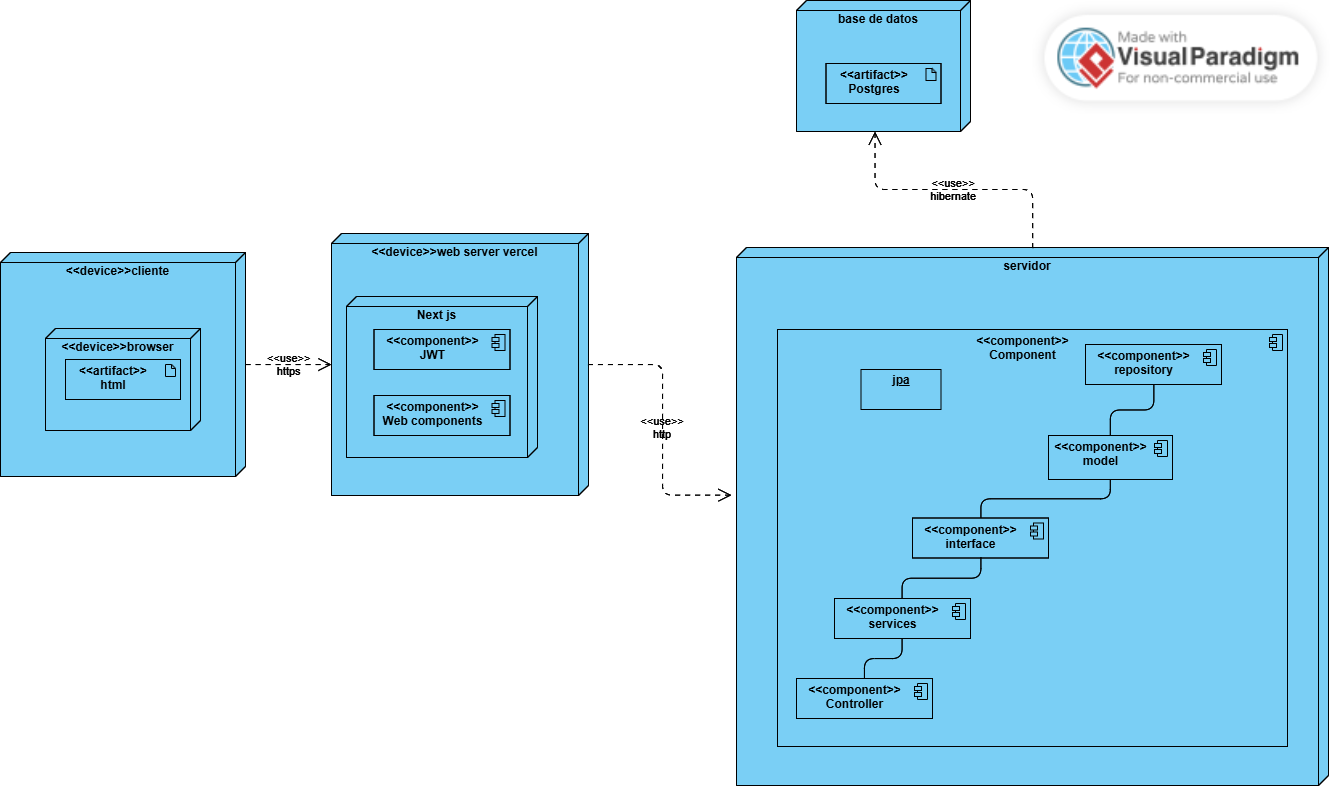 base de datos
<<artifact>>
Postgres
Made with
Visual Paradigm
For non-commercial use
<<use>>
hibernate
<<device>>cliente
<<device>>browser
<<artifact>>
html
<<use>>
https
<<device>>web server vercel
Next js
<<component>>
JWT
<<component>>
Web components
<<use>>
http
servidor
<<component>>
Component
jpa
<<component>>
repository
<<component>>
model
<<component>>
interface
<<component>>
services
<<component>>
Controller